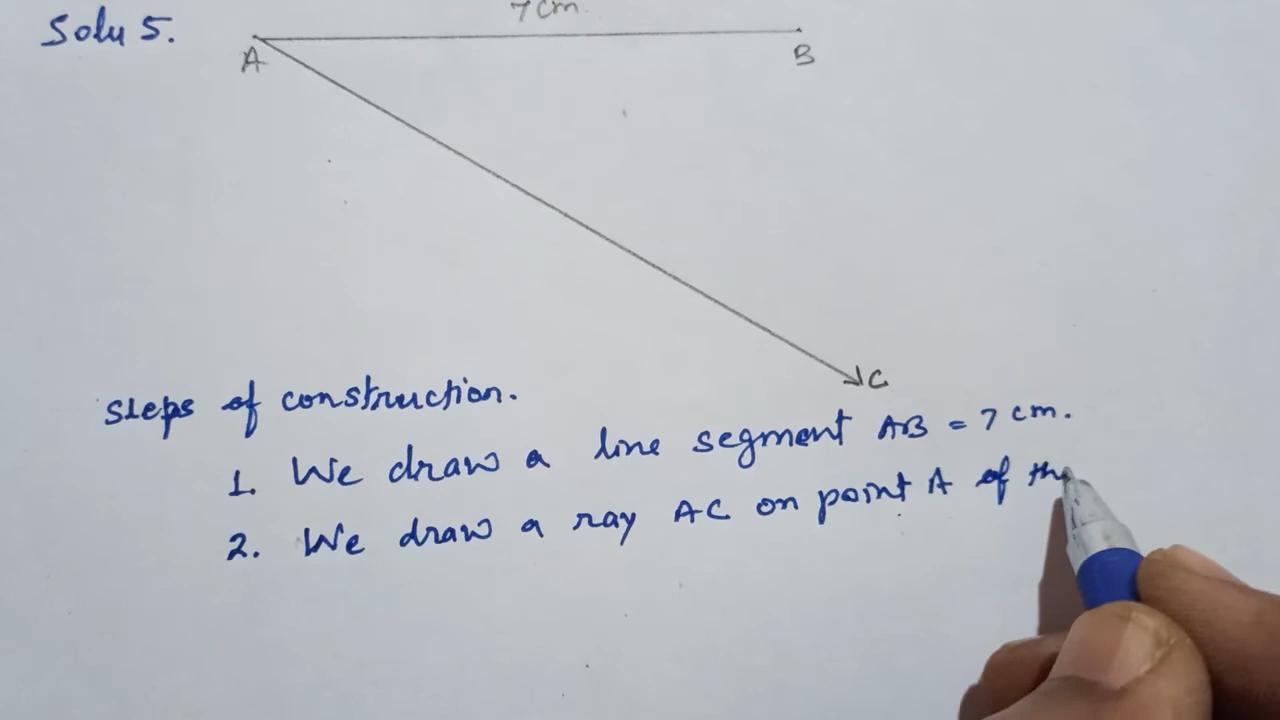 Solu 5.
7 cm.
A
B
C
Steps of construction.
1. We draw a line segment AB = 7 cm.
2. We draw a ray AC on point A of the